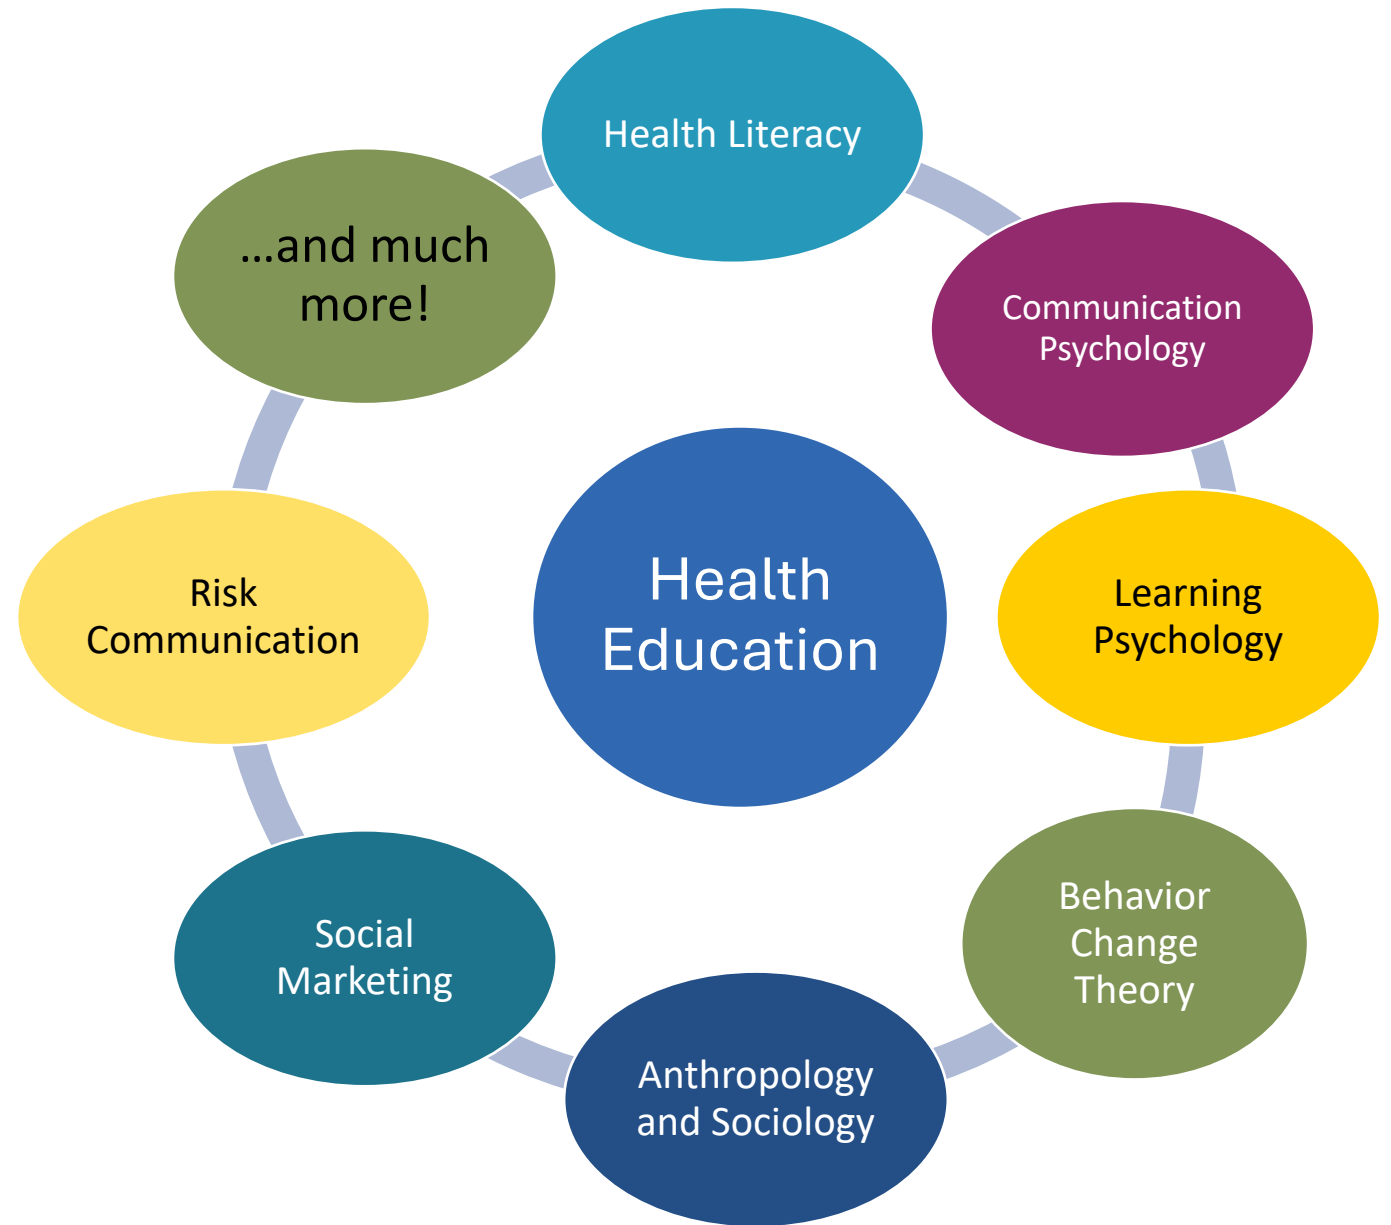 Health Literacy
Communication
Psychology
Learning
Psychology
Behavior
Change
Theory
Anthropology
and Sociology
Social
Marketing
Risk
Communication
…and much
more!
Health
Education